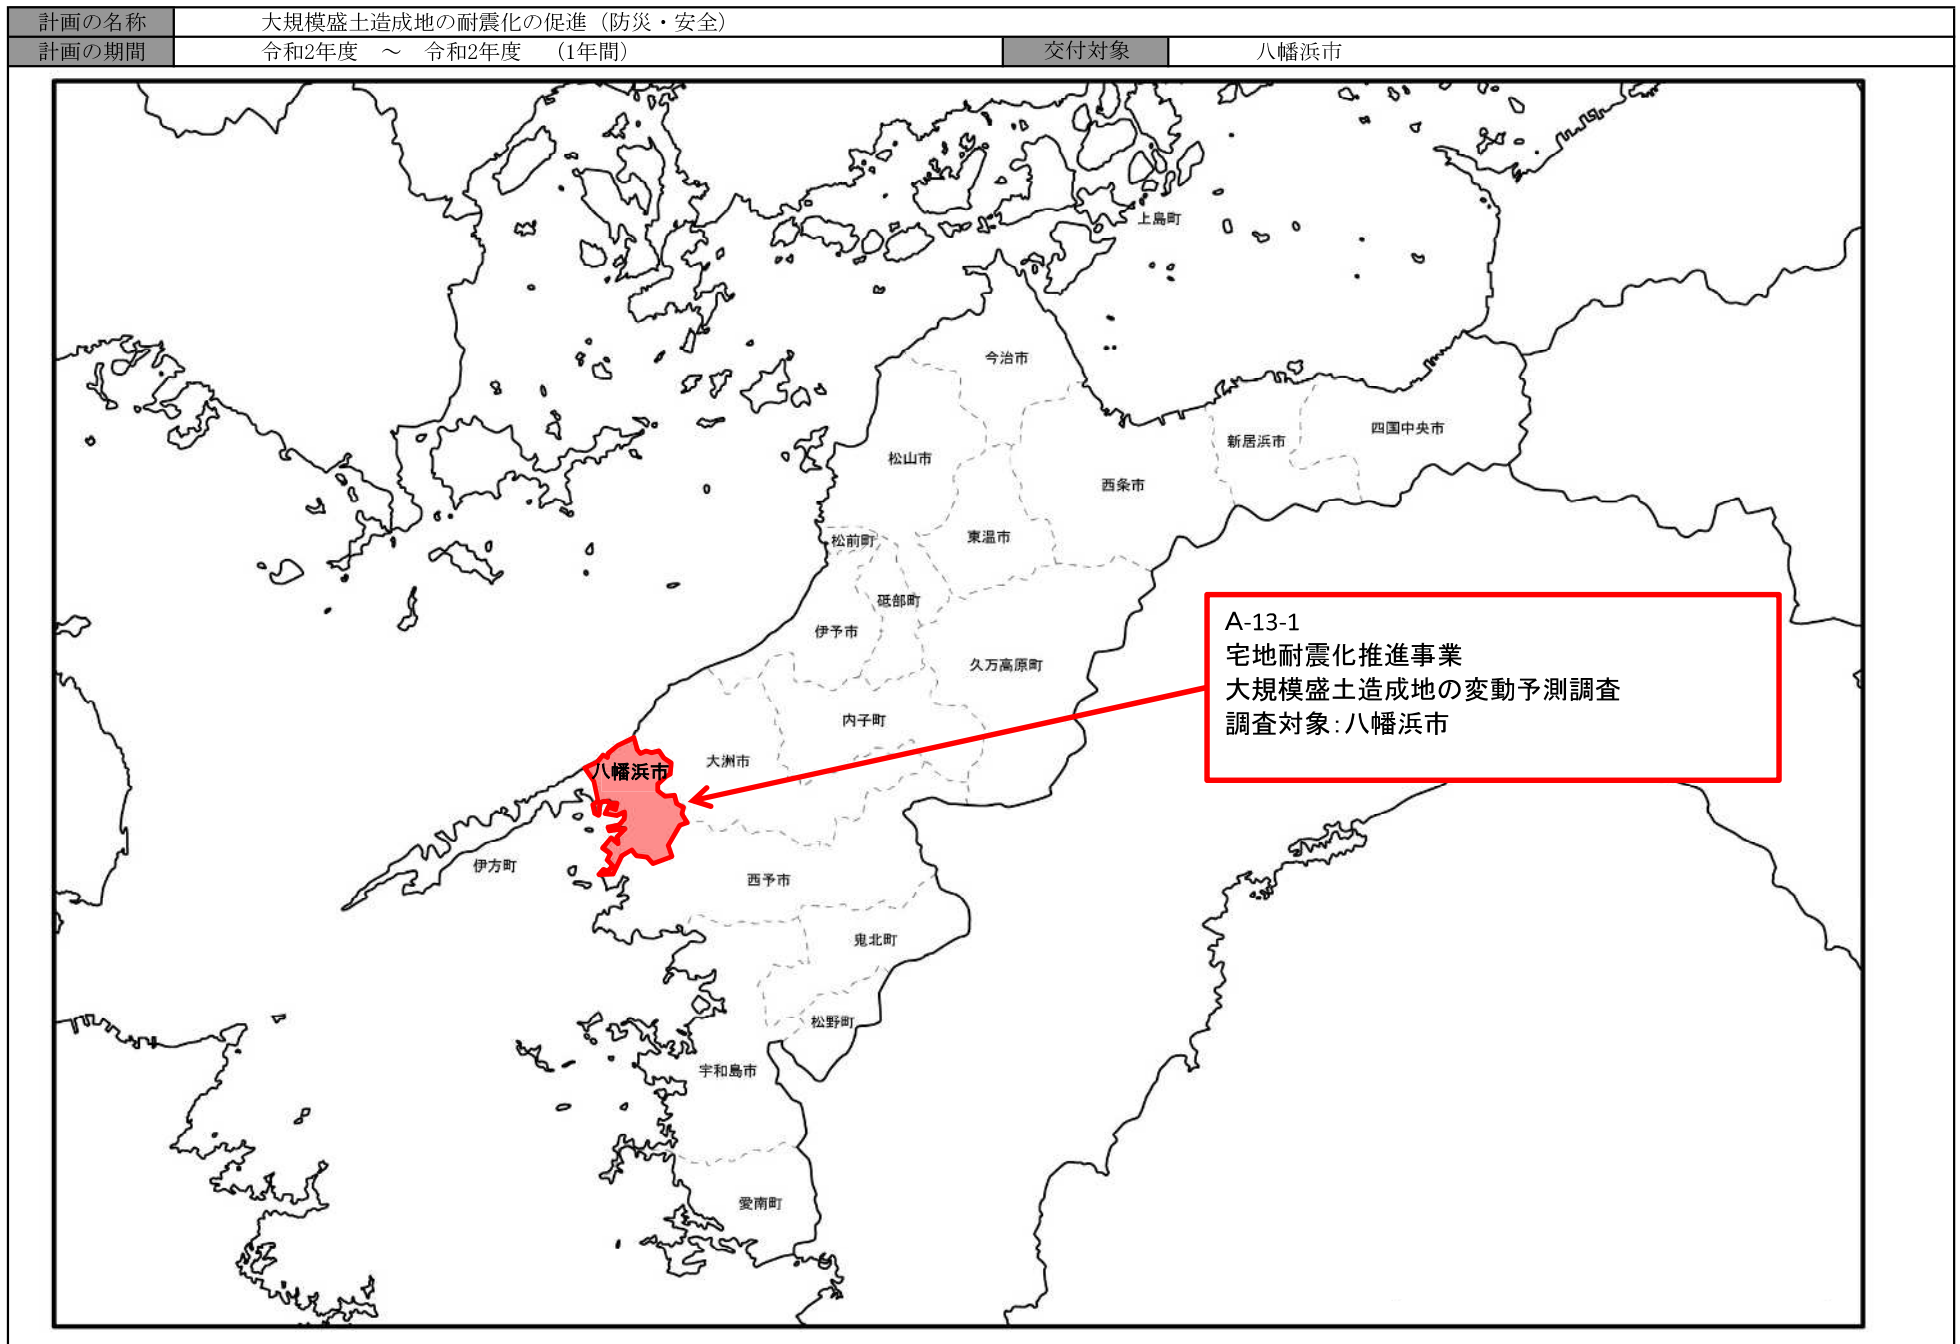 計画の名称 大規模盛土造成地の耐震化の促進（防災・安全）
計画の期間 令和2年度 ～ 令和2年度 （1年間） 交付対象 八幡浜市
上島町
今治市
四国中央市
新居浜市
松山市
西条市
東温市
松前町
砥部町
伊予市
久万高原町
A-13-1
宅地耐震化推進事業
大規模盛土造成地の変動予測調査
調査対象：八幡浜市
内子町
大洲市
八幡浜市
伊方町
西予市
鬼北町
松野町
宇和島市
愛南町